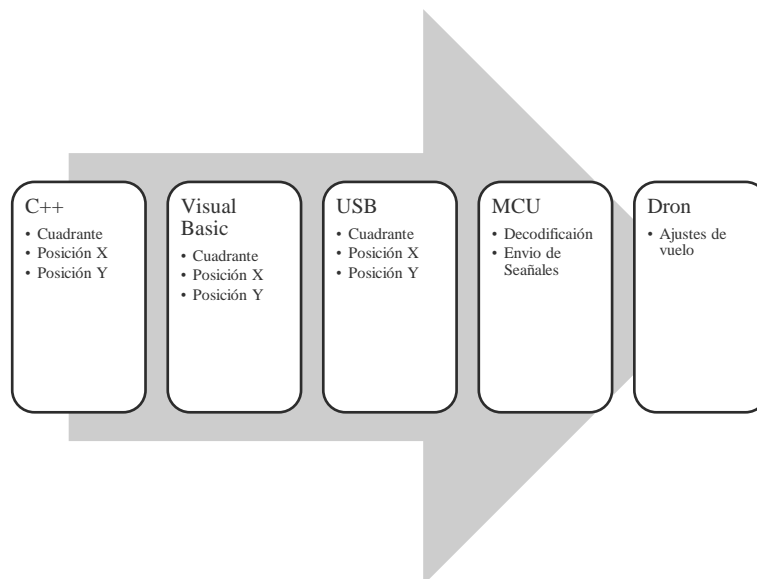 C++
• Cuadrante
• Posición X
• Posición Y
Visual
Basic
• Cuadrante
• Posición X
• Posición Y
USB
• Cuadrante
• Posición X
• Posición Y
MCU
• Decodificaión
• Envio de
Seañales
Dron
• Ajustes de
vuelo